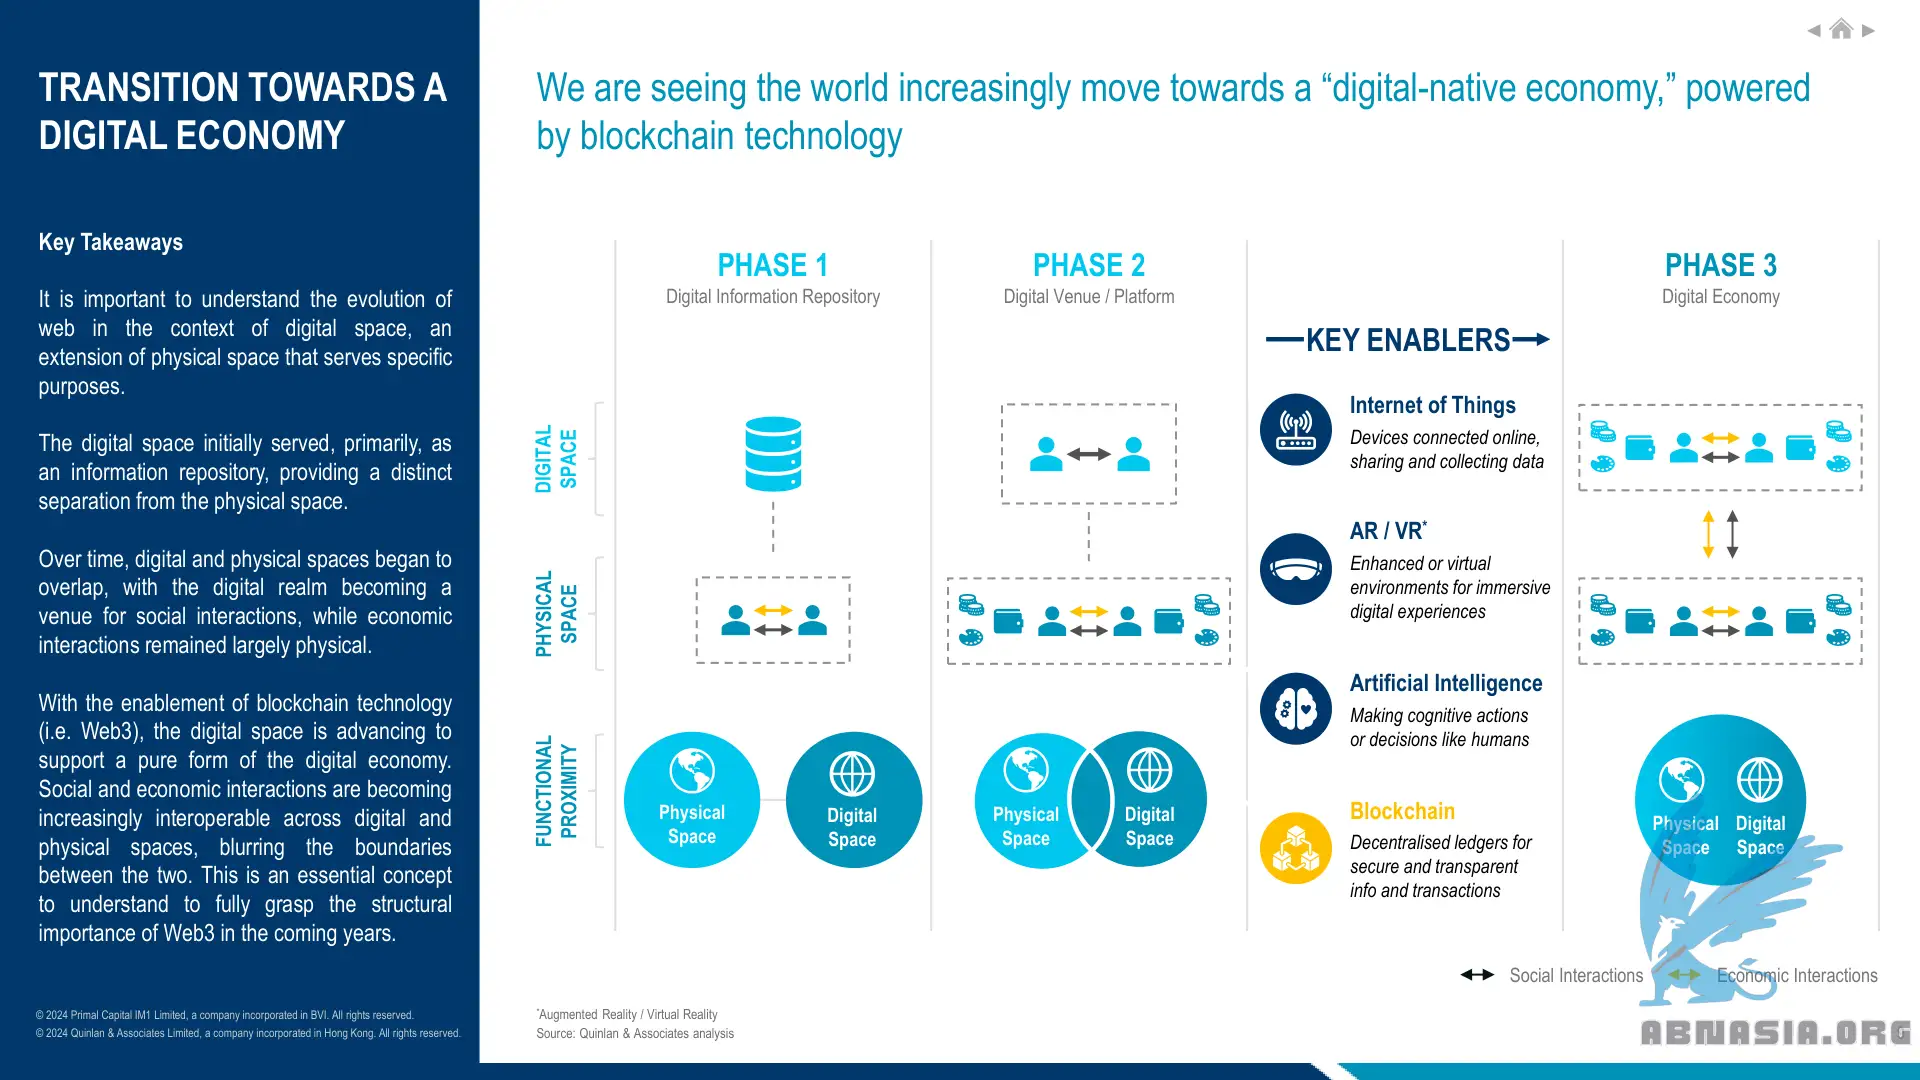 TRANSITION TOWARDS A
DIGITAL ECONOMY
Key Takeaways
It is important to understand the evolution of
web in the context of digital space, an
extension of physical space that serves specific
purposes.
The digital space initially served, primarily, as
an information repository, providing a distinct
separation from the physical space.
Over time, digital and physical spaces began to
overlap, with the digital realm becoming a
venue for social interactions, while economic
interactions remained largely physical.
With the enablement of blockchain technology
(i.e. Web3), the digital space is advancing to
support a pure form of the digital economy.
Social and economic interactions are becoming
increasingly interoperable across digital and
physical spaces, blurring the boundaries
between the two. This is an essential concept
to understand to fully grasp the structural
importance of Web3 in the coming years.
© 2024 Primal Capital IM1 Limited, a company incorporated in BVI. All rights reserved.
© 2024 Quinlan & Associates Limited, a company incorporated in Hong Kong. All rights reserved.
We are seeing the world increasingly move towards a “digital-native economy,” powered
by blockchain technology
PHASE 1
Digital Information Repository
PHASE 2
Digital Venue / Platform
KEY ENABLERS
PHASE 3
Digital Economy
DIGITAL
SPACE
PHYSICAL
SPACE
FUNCTIONAL
PROXIMITY
Physical
Space
Digital
Space
Physical
Space
Digital
Space
Internet of Things
Devices connected online,
sharing and collecting data
AR / VR*
Enhanced or virtual
environments for immersive
digital experiences
Artificial Intelligence
Making cognitive actions
or decisions like humans
Blockchain
Decentralised ledgers for
secure and transparent
info and transactions
Physical
Space
Digital
Space
Social Interactions
Economic Interactions
*Augmented Reality / Virtual Reality
Source: Quinlan & Associates analysis
ABNASIA.ORG